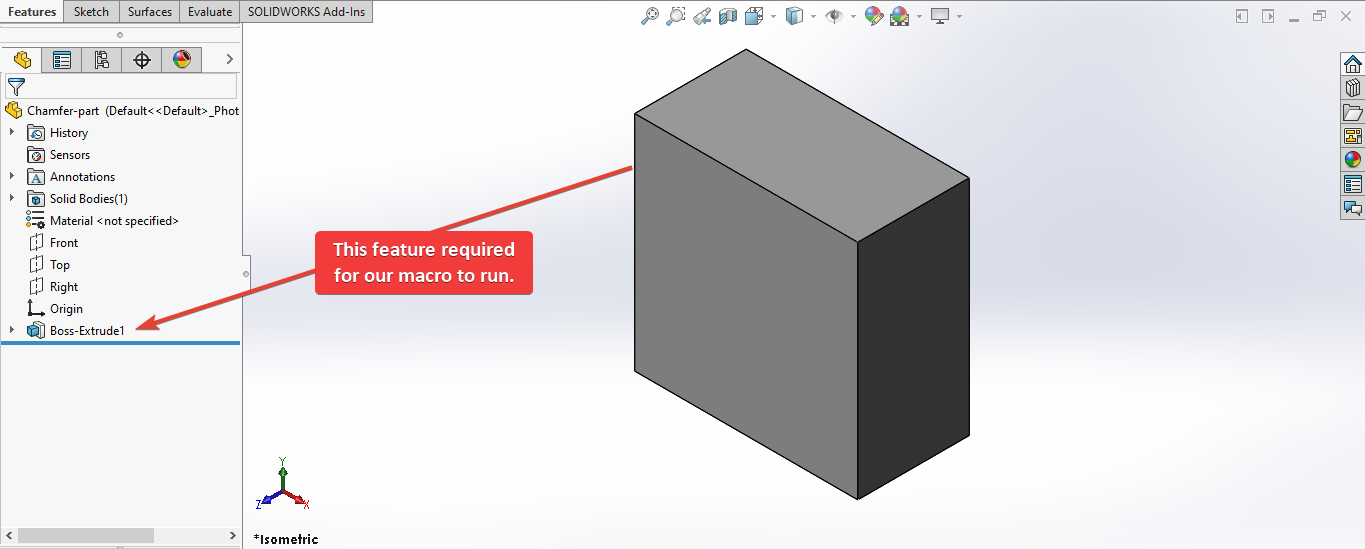 Features Sketch Surfaces Evaluate SOLIDWORKS Add-Ins
Chamfer-part (Default<<Default>_Phot
History
Sensors
A Annotations
Solid Bodies(1)
Material <not specified>
Front
Top
Right
Origin
Boss-Extrude1
This feature required
for our macro to run.
Y
Z X
*Isometric